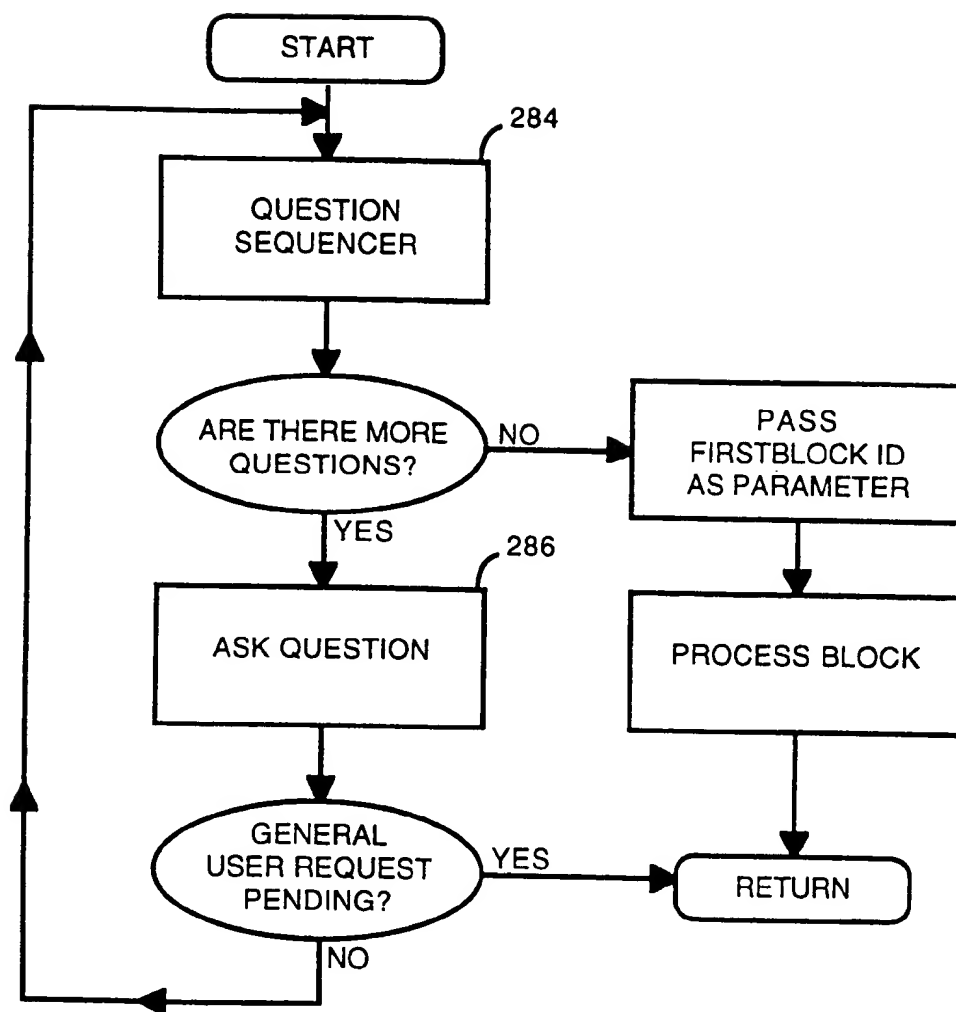 START
284
QUESTION
SEQUENCER
ARE THERE MORE
QUESTIONS?
NO
PASS
FIRSTBLOCK ID
AS PARAMETER
YES
286
ASK QUESTION
PROCESS BLOCK
GENERAL
USER REQUEST
PENDING?
YES
RETURN
NO